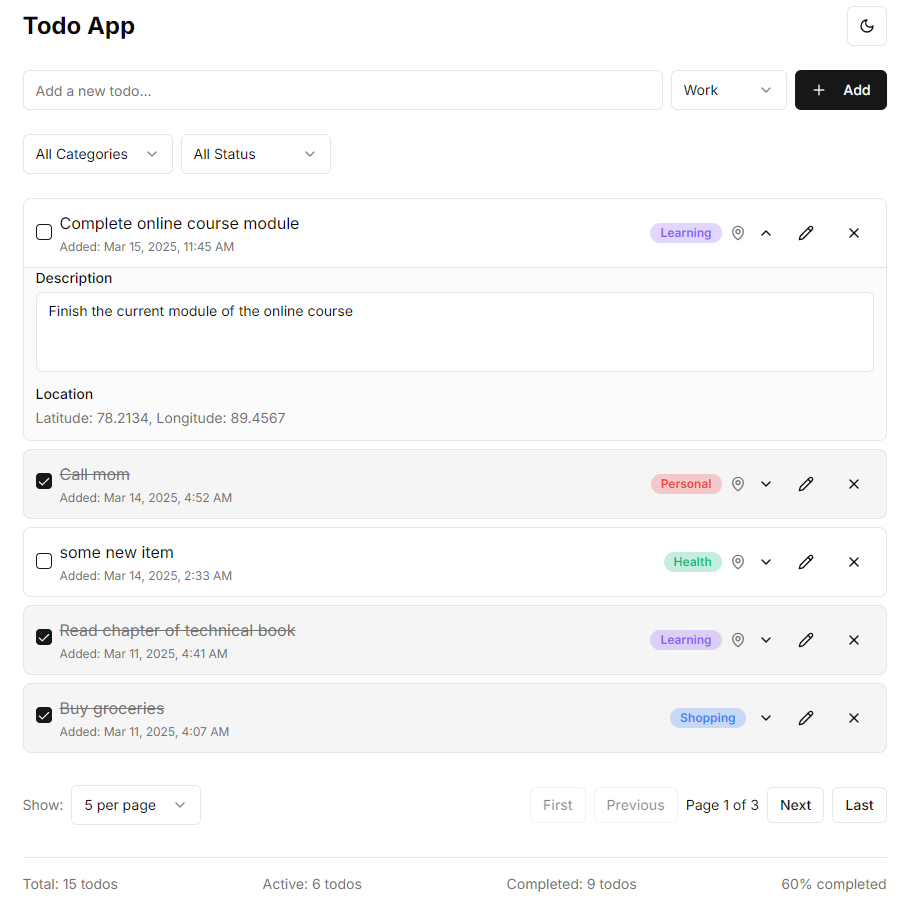 Todo App
Add a new todo...
Work
Add
All Categories
All Status
Complete online course module
Added: Mar 15, 2025, 11:45 AM
Learning
Description
Finish the current module of the online course
Location
Latitude: 78.2134, Longitude: 89.4567
Call mom
Added: Mar 14, 2025, 4:52 AM
Personal
some new item
Added: Mar 14, 2025, 2:33 AM
Health
Read chapter of technical book
Added: Mar 11, 2025, 4:41 AM
Learning
Buy groceries
Added: Mar 11, 2025, 4:07 AM
Shopping
Show: 5 per page First Previous Page 1 of 3 Next Last
Total: 15 todos Active: 6 todos Completed: 9 todos 60% completed